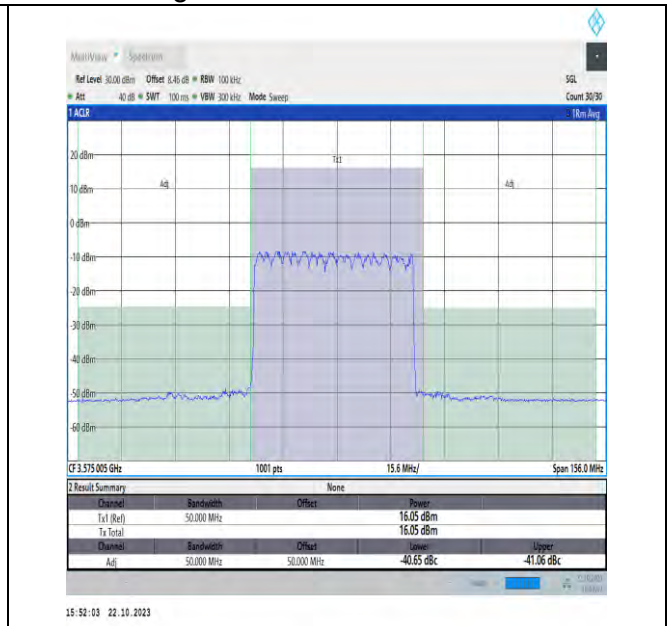 MultiView Spectrum
Ref Level 30.00 dBm Offset 8.46 dB RBW 100 kHz SGL
Att 40 dB SWT 100 ms VBW 300 kHz Mode Sweep Count 30/30
1 ACLR 1Rm Avg
20 dBm
Tx1
Adj Adj
10 dBm
0 dBm
-10 dBm
-20 dBm
-30 dBm
-40 dBm
-50 dBm
-60 dBm
CF 3.575 005 GHz 1001 pts 15.6 MHz/ Span 156.0 MHz
2 Result Summary None
Channel Bandwidth Offset Power
Tx1 (Ref) 50.000 MHz 16.05 dBm
Tx Total 16.05 dBm
Channel Bandwidth Offset Lower Upper
Adj 50.000 MHz 50.000 MHz -40.65 dBc -41.06 dBc
15:52:03 22.10.2023